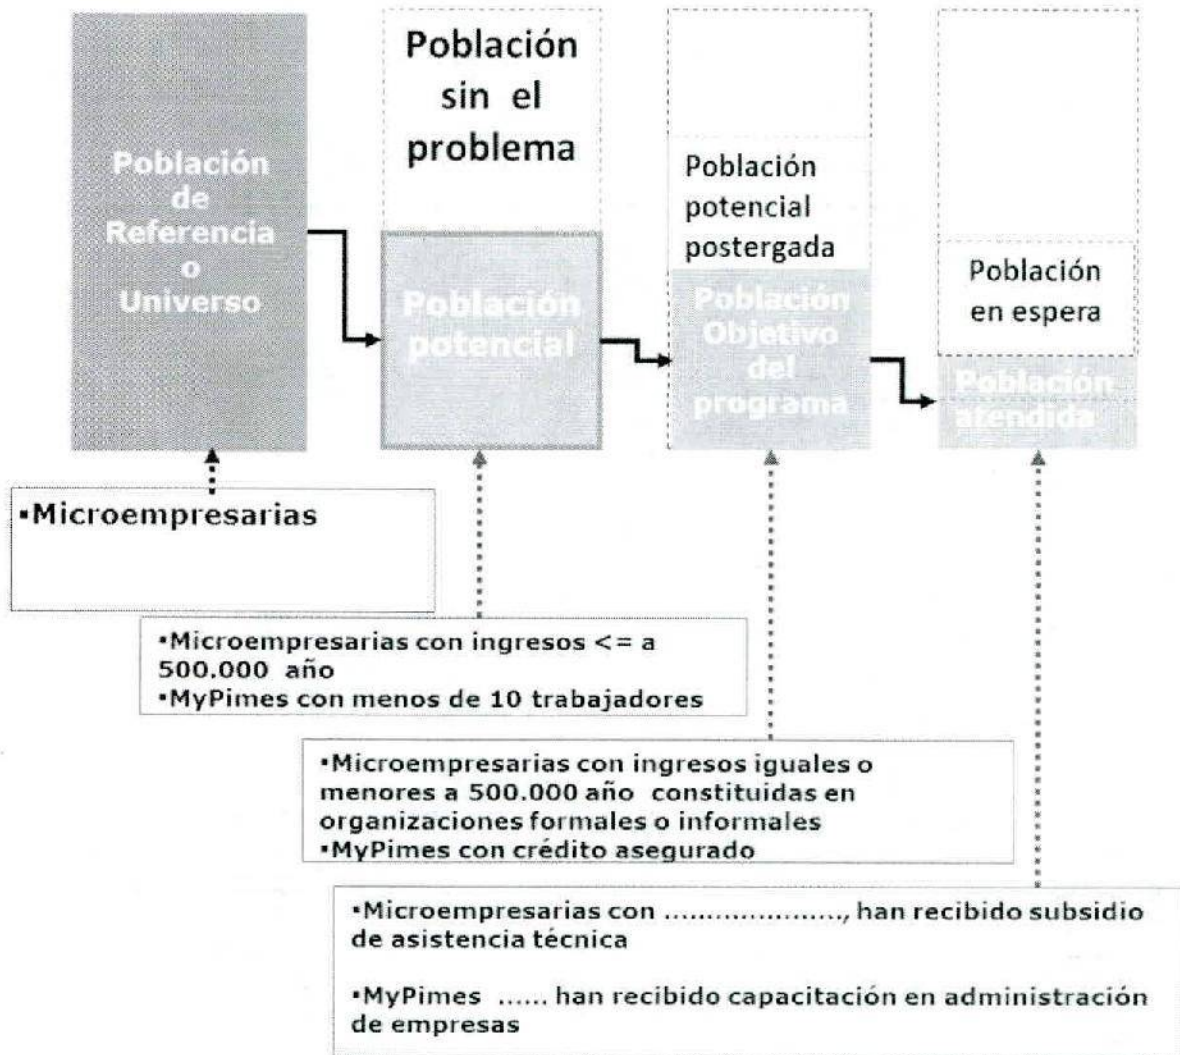 Población
de
Referencia
o
Universo
Población
sin el
problema
Población
potencial
Población
potencial
postergada
Población
Objetivo
del
programa
Población
en espera
Población
atendida
▪Microempresarias
▪Microempresarias con ingresos <= a
500.000 año
▪MyPimes con menos de 10 trabajadores
▪Microempresarias con ingresos iguales o
menores a 500.000 año constituidas en
organizaciones formales o informales
▪MyPimes con crédito asegurado
▪Microempresarias con ......................, han recibido subsidio
de asistencia técnica
▪MyPimes ...... han recibido capacitación en administración
de empresas